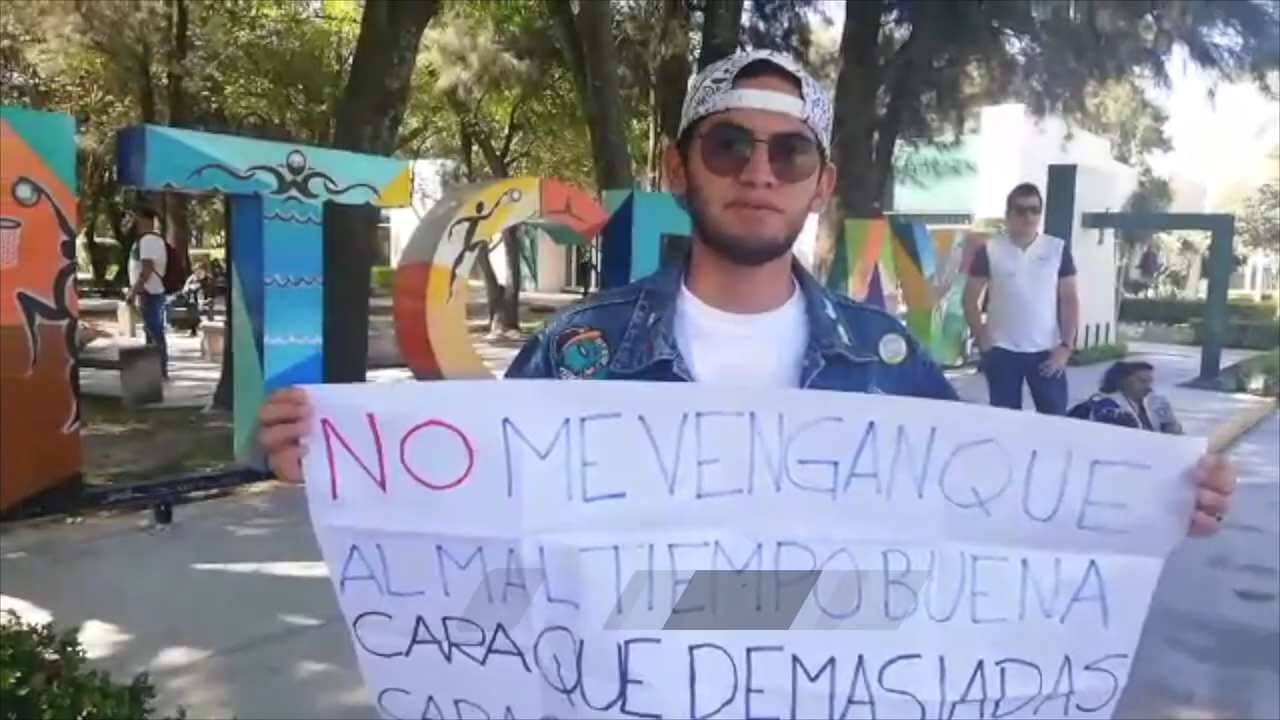 NO ME VENGAN QUE
AL MAL TIEMPO BUENA
CARA QUE DEMASIADAS